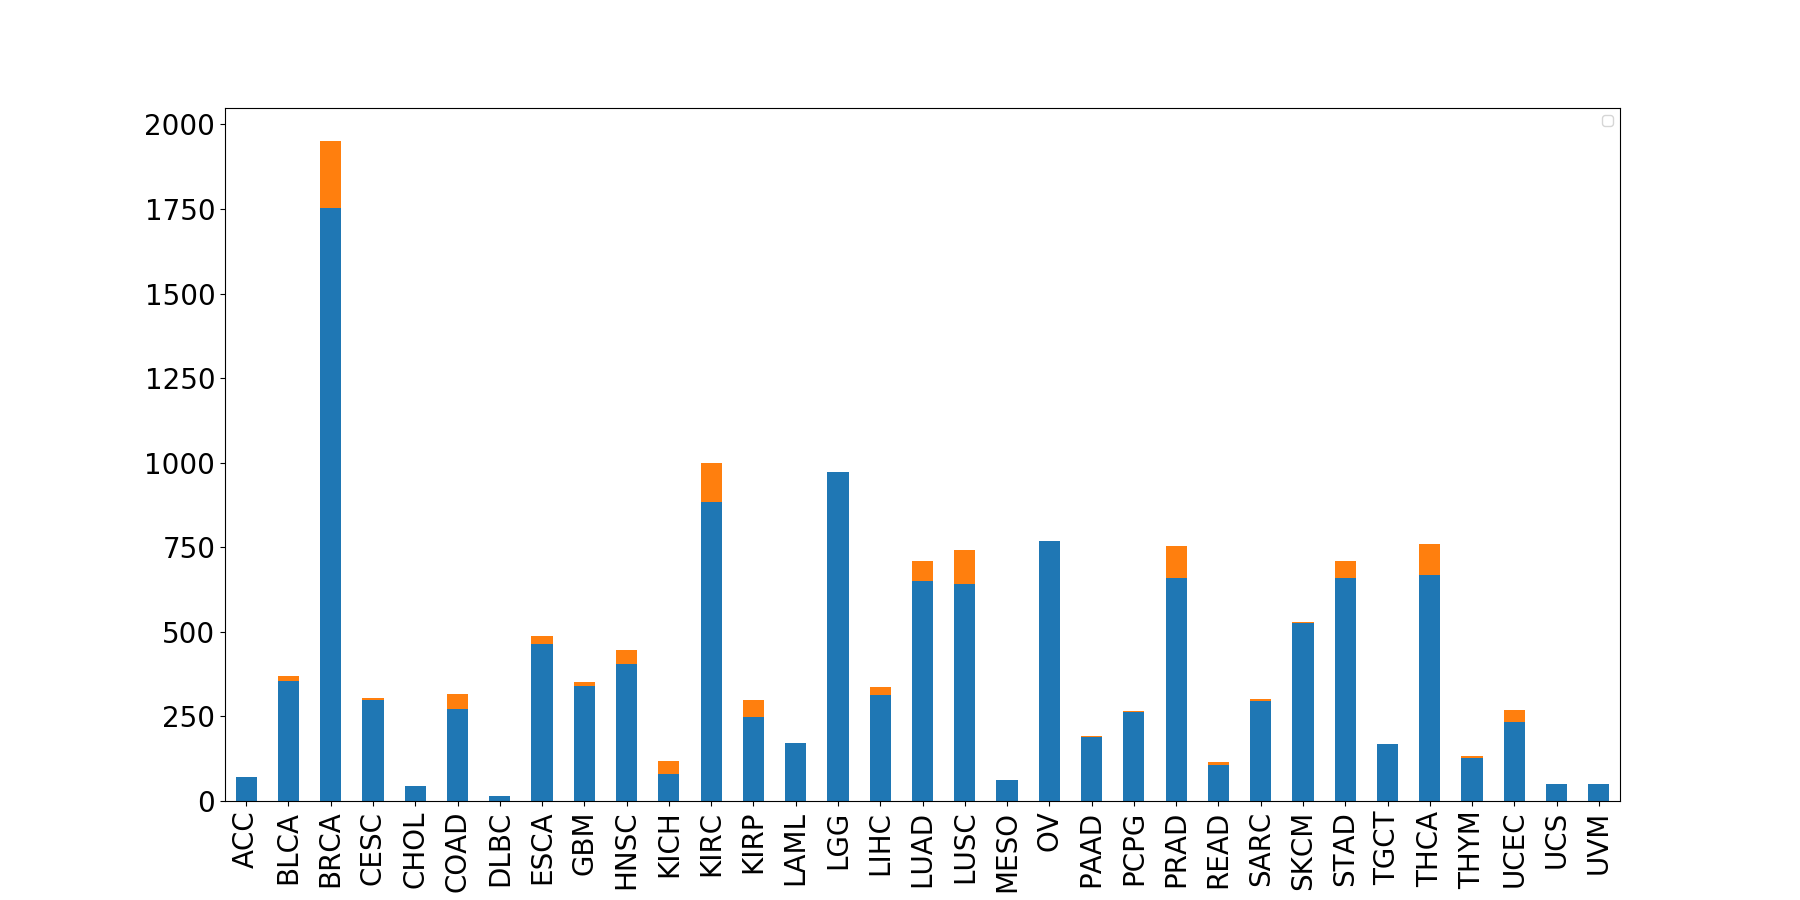 2000
1750
1500
1250
1000
750
500
250
0
ACC
BLCA
BRCA
CESC
CHOL
COAD
DLBC
ESCA
GBM
HNSC
KICH
KIRC
KIRP
LAML
LGG
LIHC
LUAD
LUSC
MESO
OV
PAAD
PCPG
PRAD
READ
SARC
SKCM
STAD
TGCT
THCA
THYM
UCEC
UCS
UVM